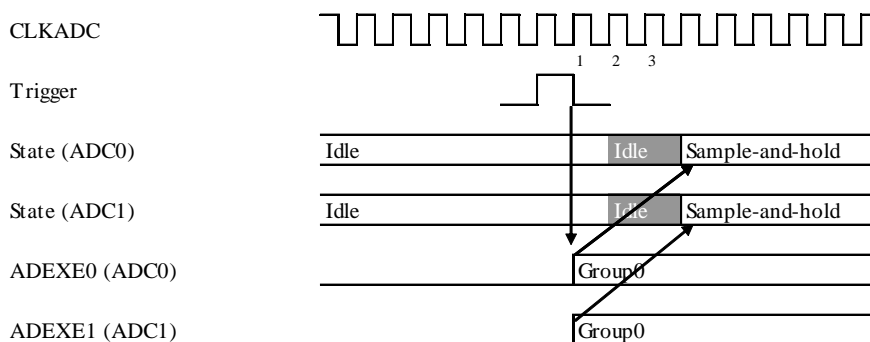 CLKADC
1 2 3
Trigger
State (ADC0) Idle Idle Sample-and-hold
State (ADC1) Idle Idle Sample-and-hold
ADEXE0 (ADC0) Group0
ADEXE1 (ADC1) Group0